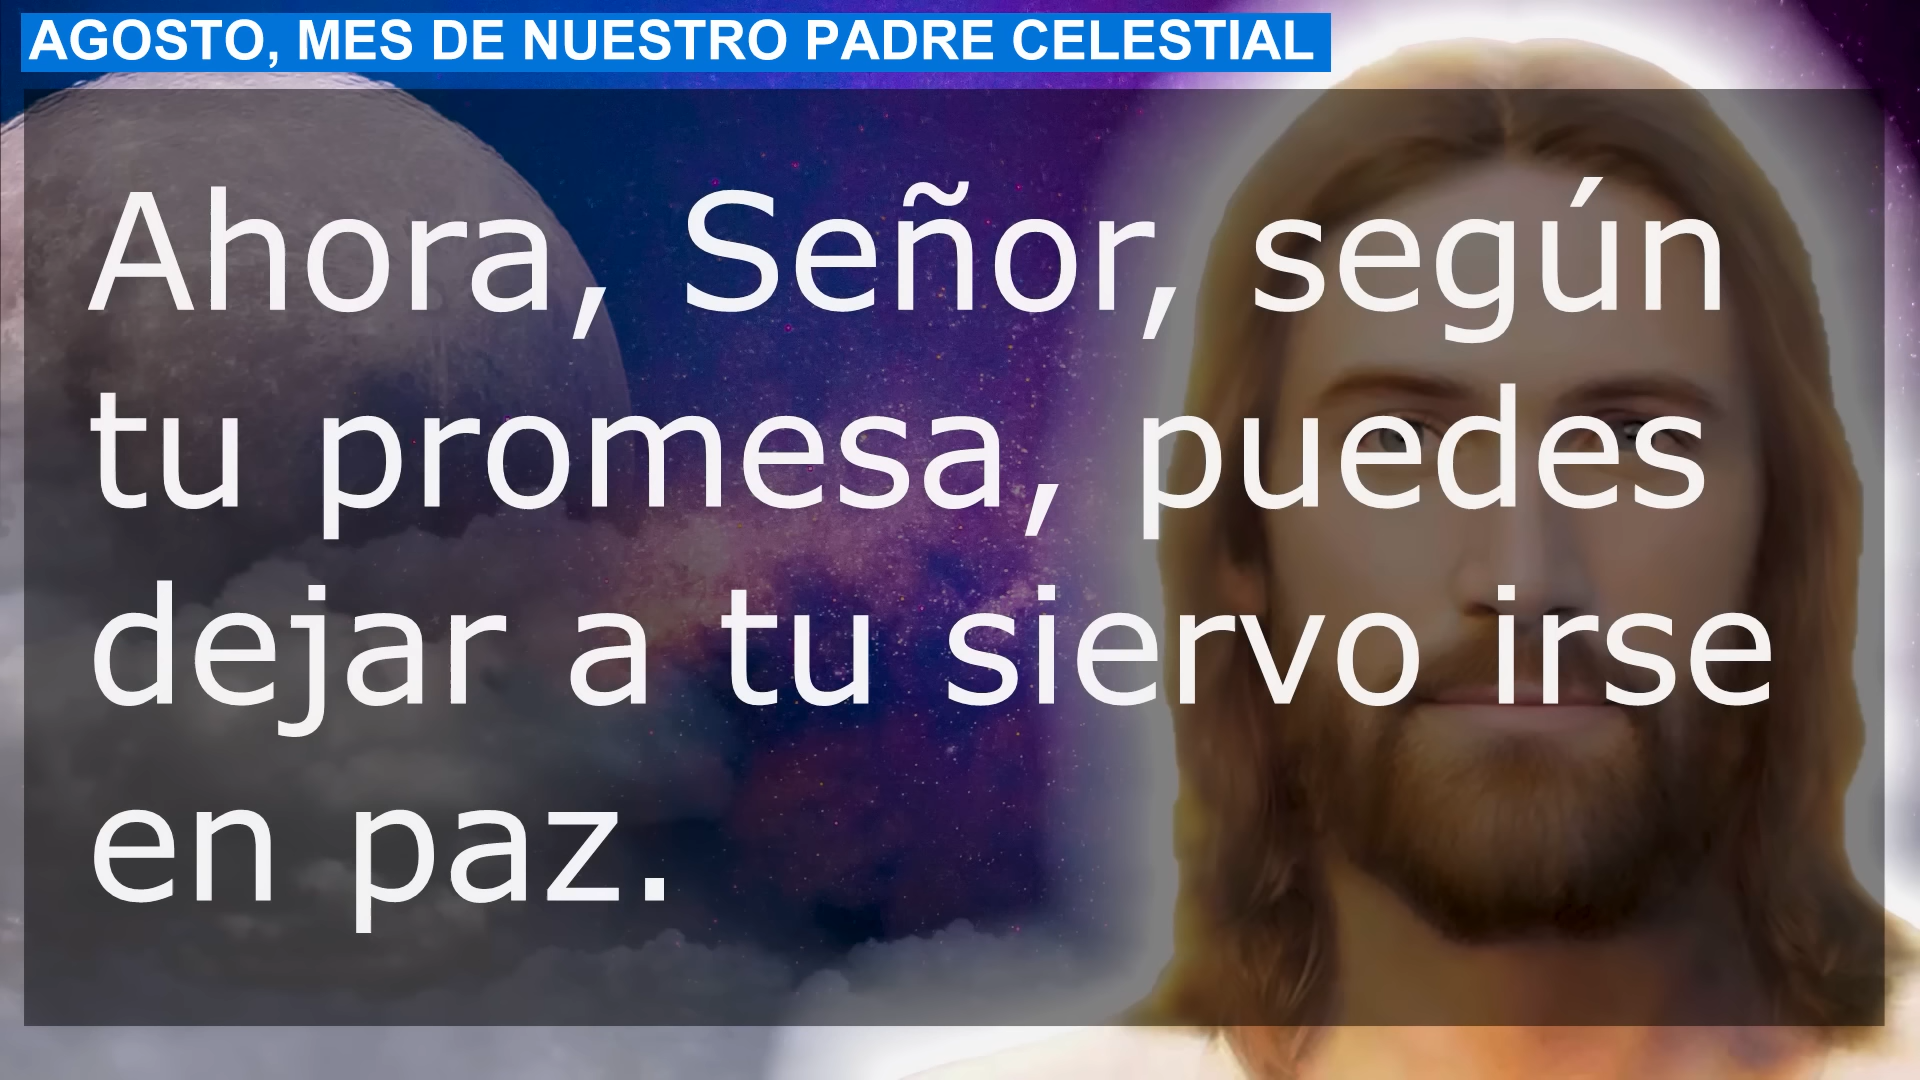 AGOSTO, MES DE NUESTRO PADRE CELESTIAL
Ahora, Señor, según
tu promesa, puedes
dejar a tu siervo irse
en paz.